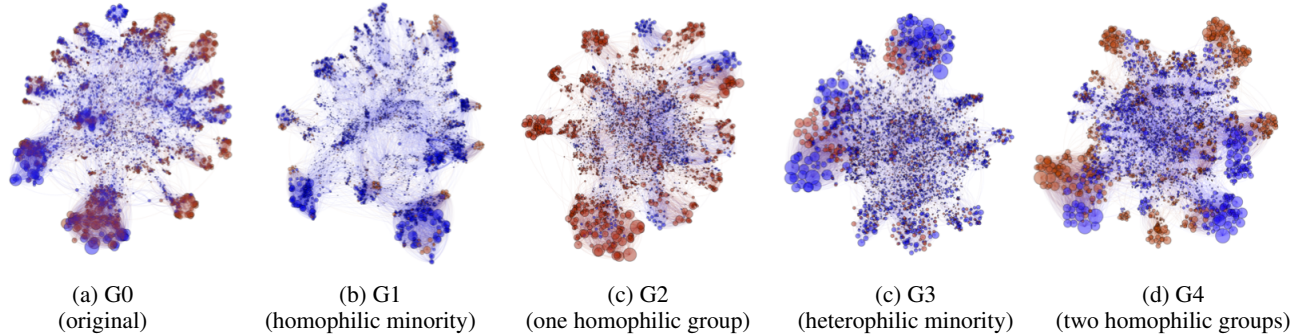 (a) G0
(original)
(b) G1
(homophilic minority)
(c) G2
(one homophilic group)
(c) G3
(heterophilic minority)
(d) G4
(two homophilic groups)